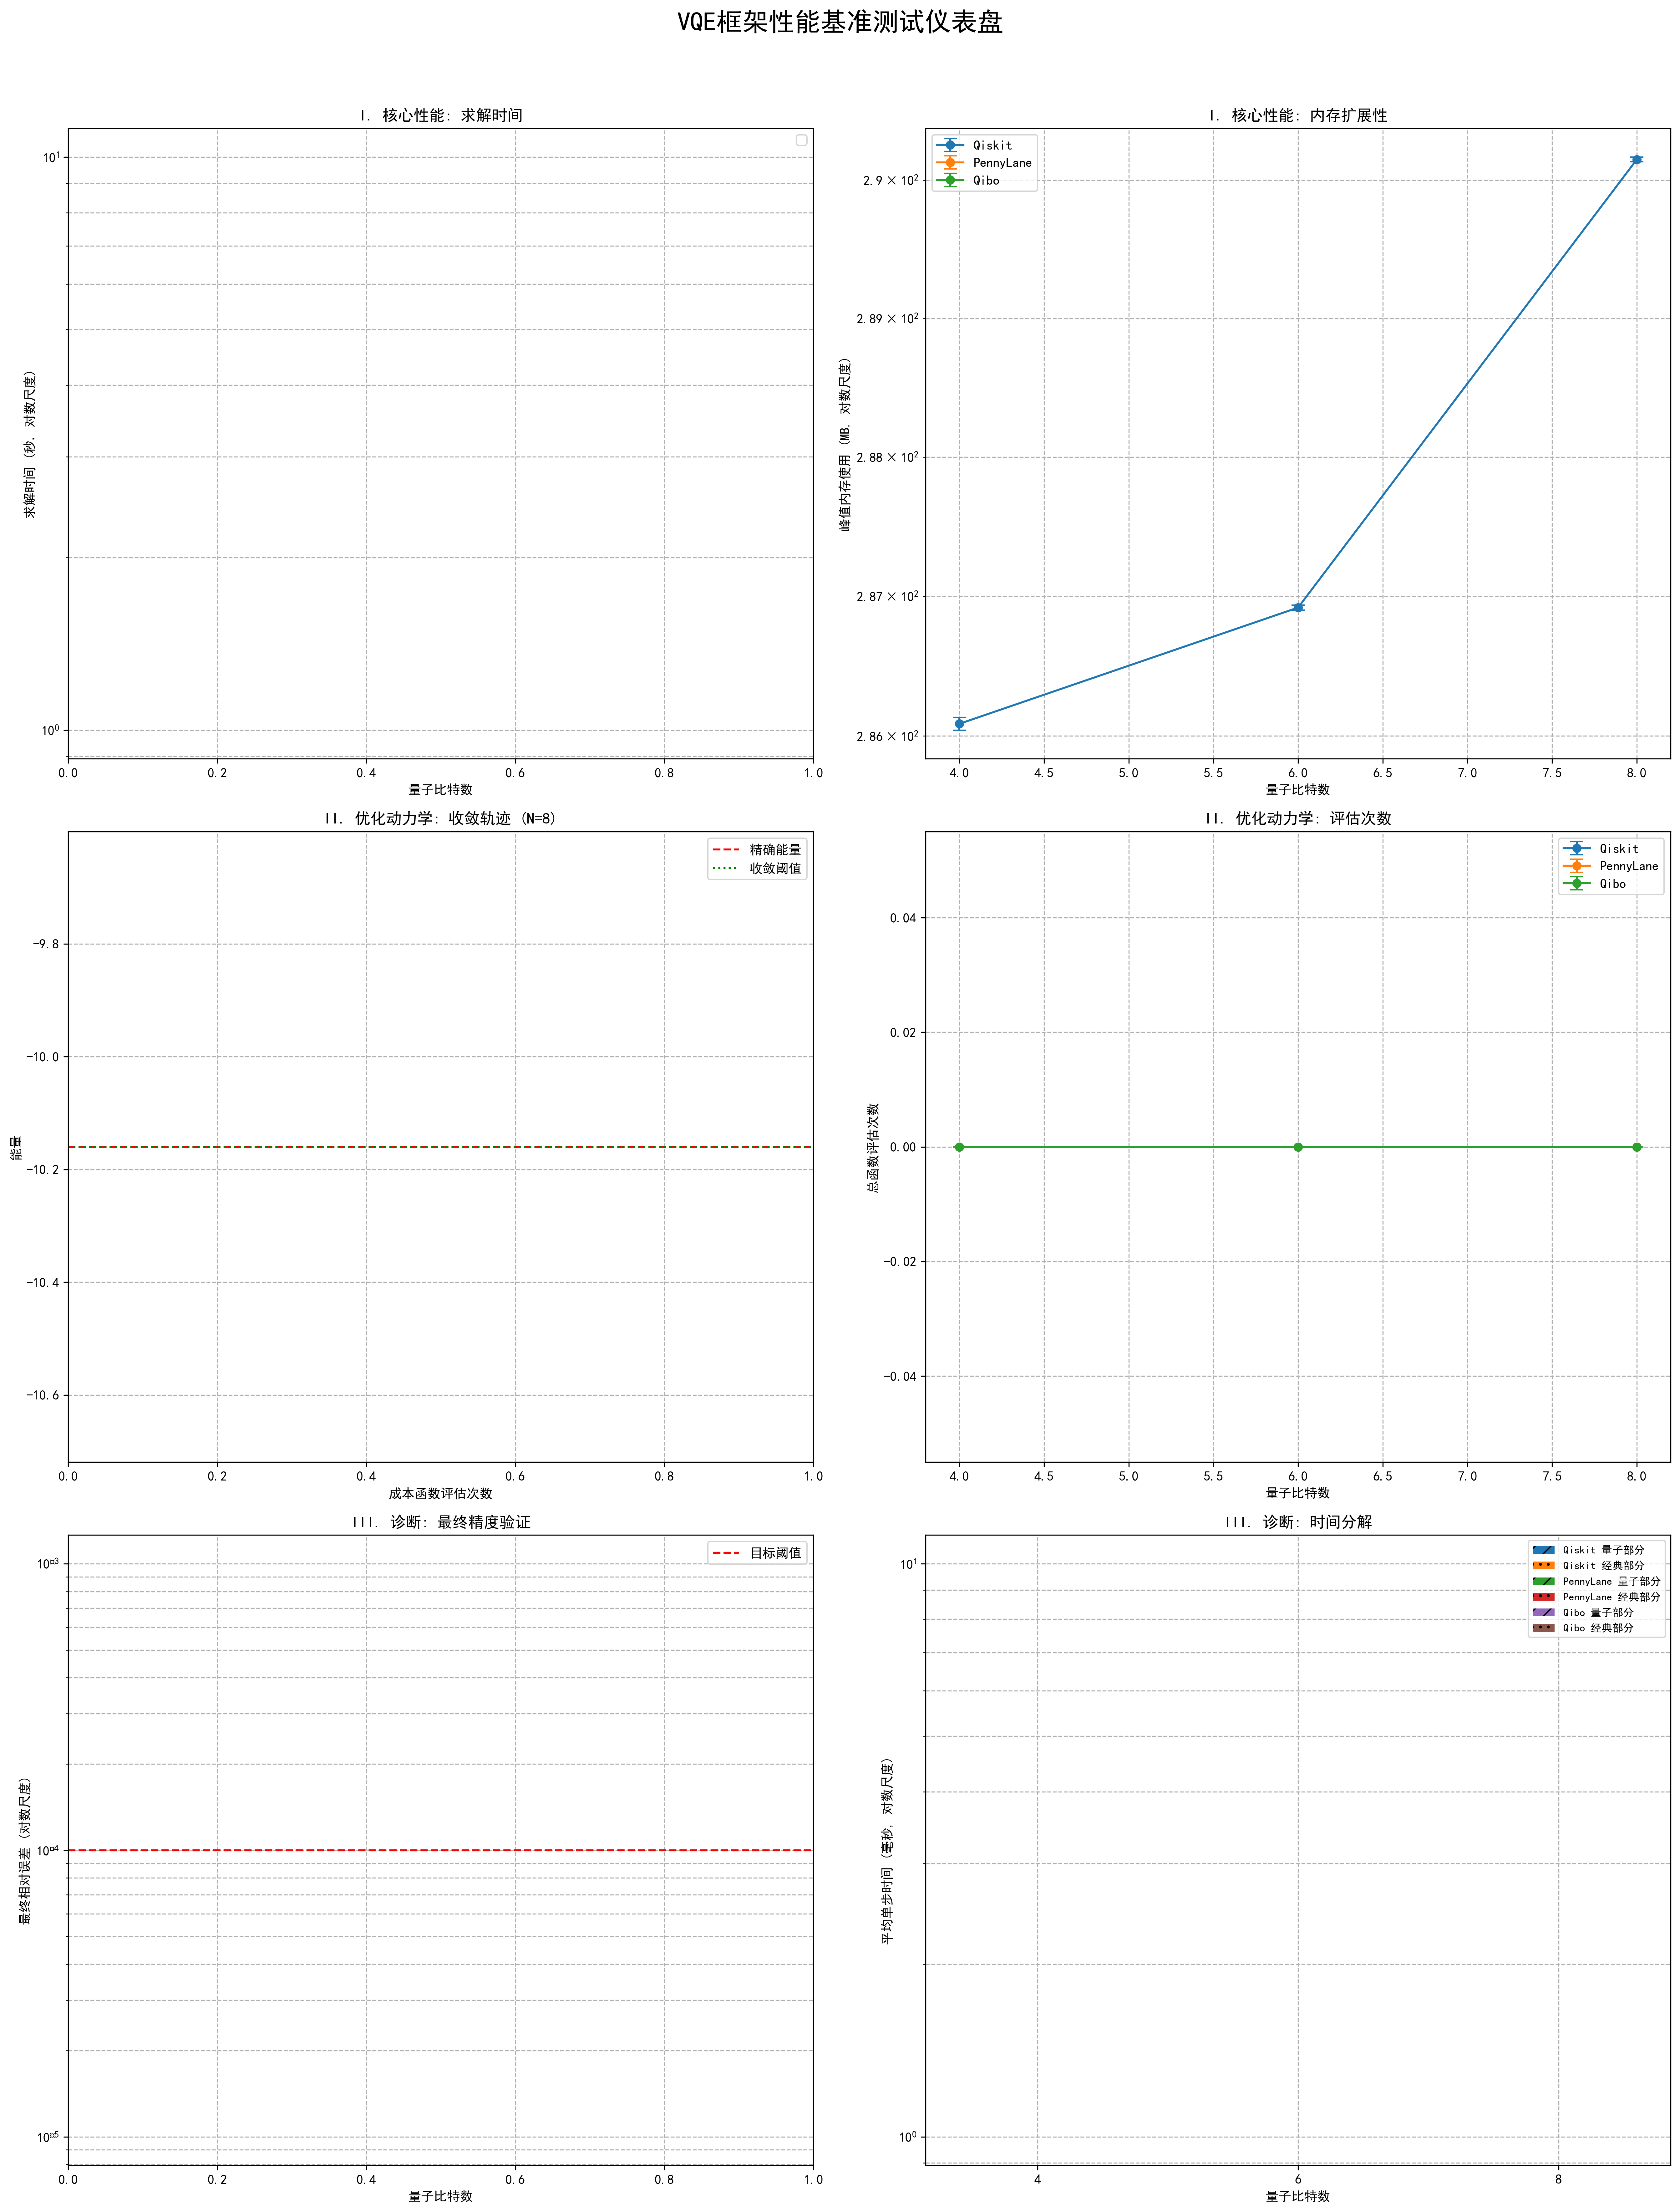 VQE框架性能基准测试仪表盘
I. 核心性能: 求解时间
10¹
10⁰
求解时间 (秒, 对数尺度)
0.0 0.2 0.4 0.6 0.8 1.0
量子比特数
I. 核心性能: 内存扩展性
Qiskit
PennyLane
Qibo
2.9 × 10²
2.89 × 10²
2.88 × 10²
2.87 × 10²
2.86 × 10²
峰值内存使用 (MB, 对数尺度)
4.0 4.5 5.0 5.5 6.0 6.5 7.0 7.5 8.0
量子比特数
II. 优化动力学: 收敛轨迹 (N=8)
精确能量
收敛阈值
−9.8
−10.0
−10.2
−10.4
−10.6
能量
0.0 0.2 0.4 0.6 0.8 1.0
成本函数评估次数
II. 优化动力学: 评估次数
Qiskit
PennyLane
Qibo
0.04
0.02
0.00
−0.02
−0.04
总函数评估次数
4.0 4.5 5.0 5.5 6.0 6.5 7.0 7.5 8.0
量子比特数
III. 诊断: 最终精度验证
目标阈值
10¤3
10¤4
10¤5
最终相对误差 (对数尺度)
0.0 0.2 0.4 0.6 0.8 1.0
量子比特数
III. 诊断: 时间分解
Qiskit 量子部分
Qiskit 经典部分
PennyLane 量子部分
PennyLane 经典部分
Qibo 量子部分
Qibo 经典部分
10¹
10⁰
平均单步时间 (毫秒, 对数尺度)
4 6 8
量子比特数